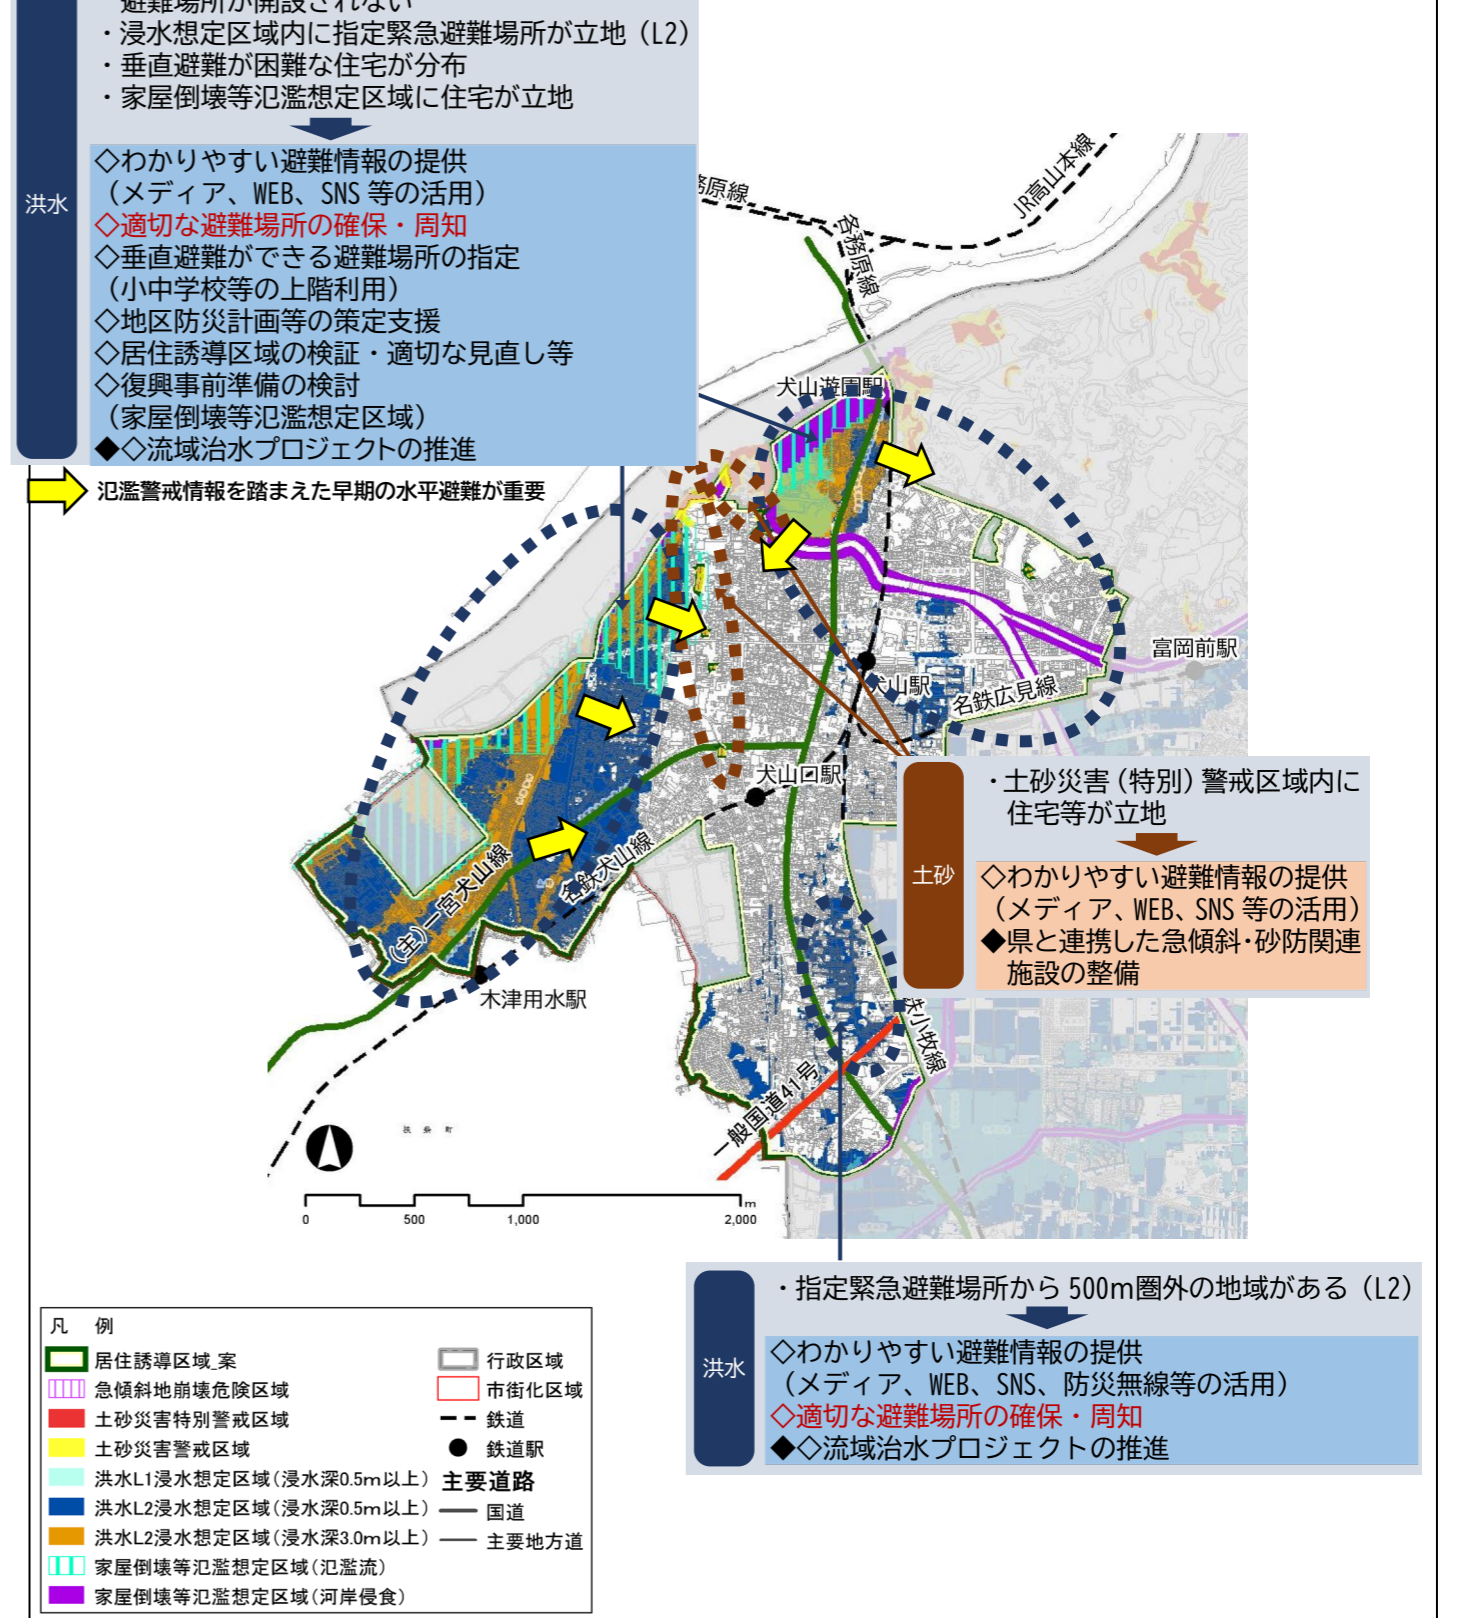 避難場所が開設されない
・浸水想定区域内に指定緊急避難場所が立地（L2）
・垂直避難が困難な住宅が分布
・家屋倒壊等氾濫想定区域に住宅が立地
洪水
◇わかりやすい避難情報の提供
（メディア、WEB、SNS 等の活用）
◇適切な避難場所の確保・周知
◇垂直避難ができる避難場所の指定
（小中学校等の上階利用）
◇地区防災計画等の策定支援
◇居住誘導区域の検証・適切な見直し等
◇復興事前準備の検討
（家屋倒壊等氾濫想定区域）
◆◇流域治水プロジェクトの推進
氾濫警戒情報を踏まえた早期の水平避難が重要
務原線
各務原線
JR高山本線
犬山遊園駅
富岡前駅
犬山駅
名鉄広見線
犬山口駅
名鉄犬山線
(主)一宮犬山線
木津用水駅
鉄小牧線
一般国道41号
土砂
・土砂災害（特別）警戒区域内に
住宅等が立地
◇わかりやすい避難情報の提供
（メディア、WEB、SNS 等の活用）
◆県と連携した急傾斜・砂防関連
施設の整備
扶 桑 町
0 500 1,000 2,000 m
洪水
・指定緊急避難場所から 500m圏外の地域がある（L2）
◇わかりやすい避難情報の提供
（メディア、WEB、SNS、防災無線等の活用）
◇適切な避難場所の確保・周知
◆◇流域治水プロジェクトの推進
凡 例
居住誘導区域_案
急傾斜地崩壊危険区域
土砂災害特別警戒区域
土砂災害警戒区域
洪水L1浸水想定区域(浸水深0.5m以上)
洪水L2浸水想定区域(浸水深0.5m以上)
洪水L2浸水想定区域(浸水深3.0m以上)
家屋倒壊等氾濫想定区域(氾濫流)
家屋倒壊等氾濫想定区域(河岸侵食)
行政区域
市街化区域
鉄道
鉄道駅
主要道路
国道
主要地方道